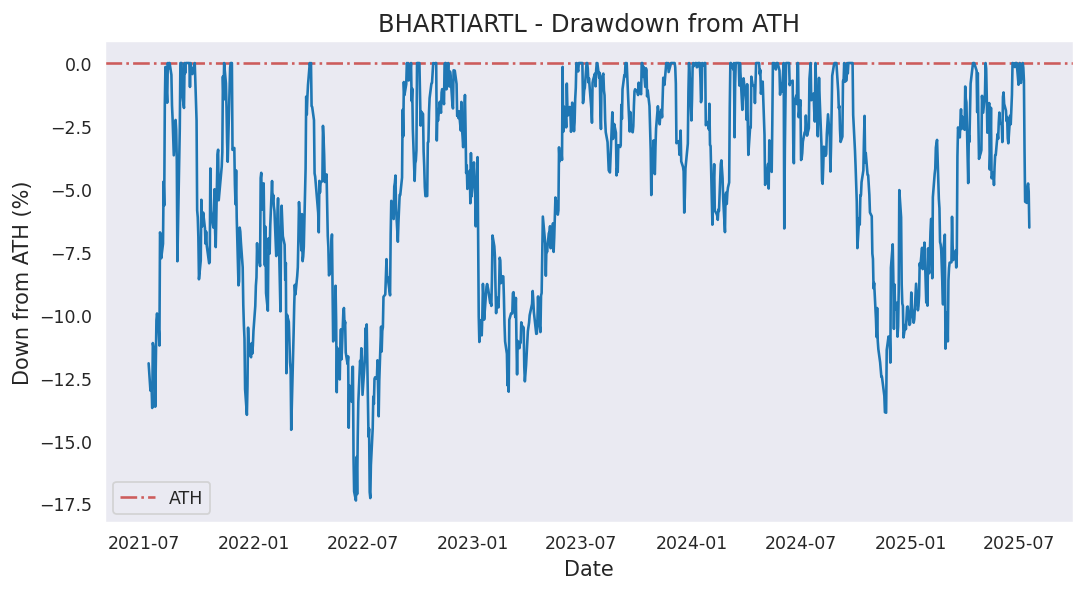 BHARTIARTL - Drawdown from ATH
Down from ATH (%)
0.0
−2.5
−5.0
−7.5
−10.0
−12.5
−15.0
−17.5
ATH
2021-07 2022-01 2022-07 2023-01 2023-07 2024-01 2024-07 2025-01 2025-07
Date